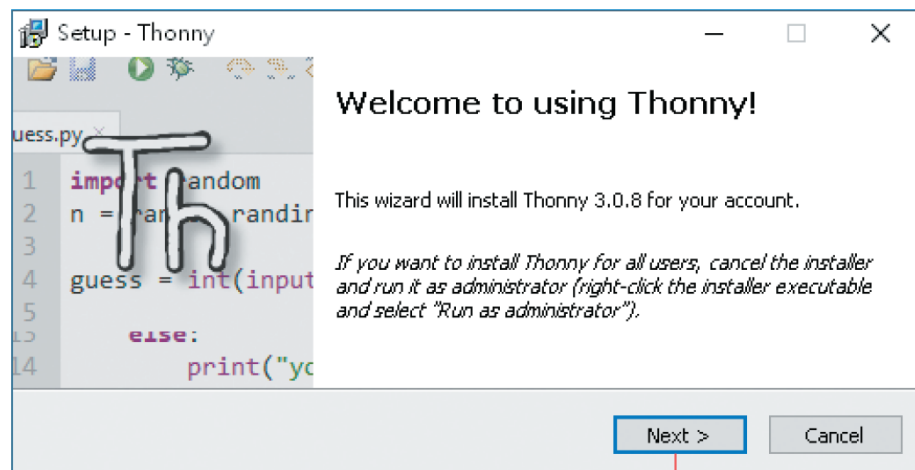 Setup - Thonny
uess.py ×
Th
1 import random
2 n = ran randin
3
4 guess = int(input
5
13 else:
14 print("yo
Welcome to using Thonny!
This wizard will install Thonny 3.0.8 for your account.
If you want to install Thonny for all users, cancel the installer
and run it as administrator (right-click the installer executable
and select "Run as administrator").
Next >
Cancel